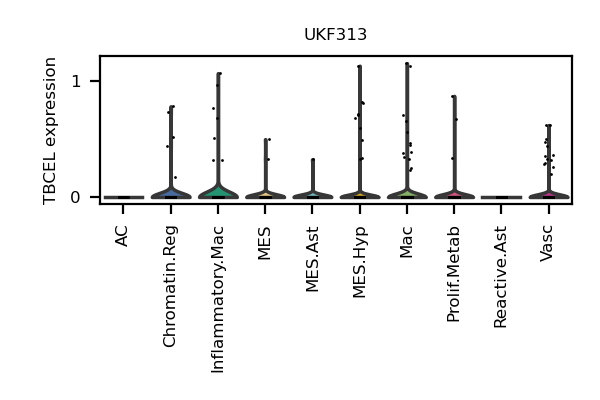 UKF313
TBCEL expression
1
0
AC
Chromatin.Reg
Inflammatory.Mac
MES
MES.Ast
MES.Hyp
Mac
Prolif.Metab
Reactive.Ast
Vasc